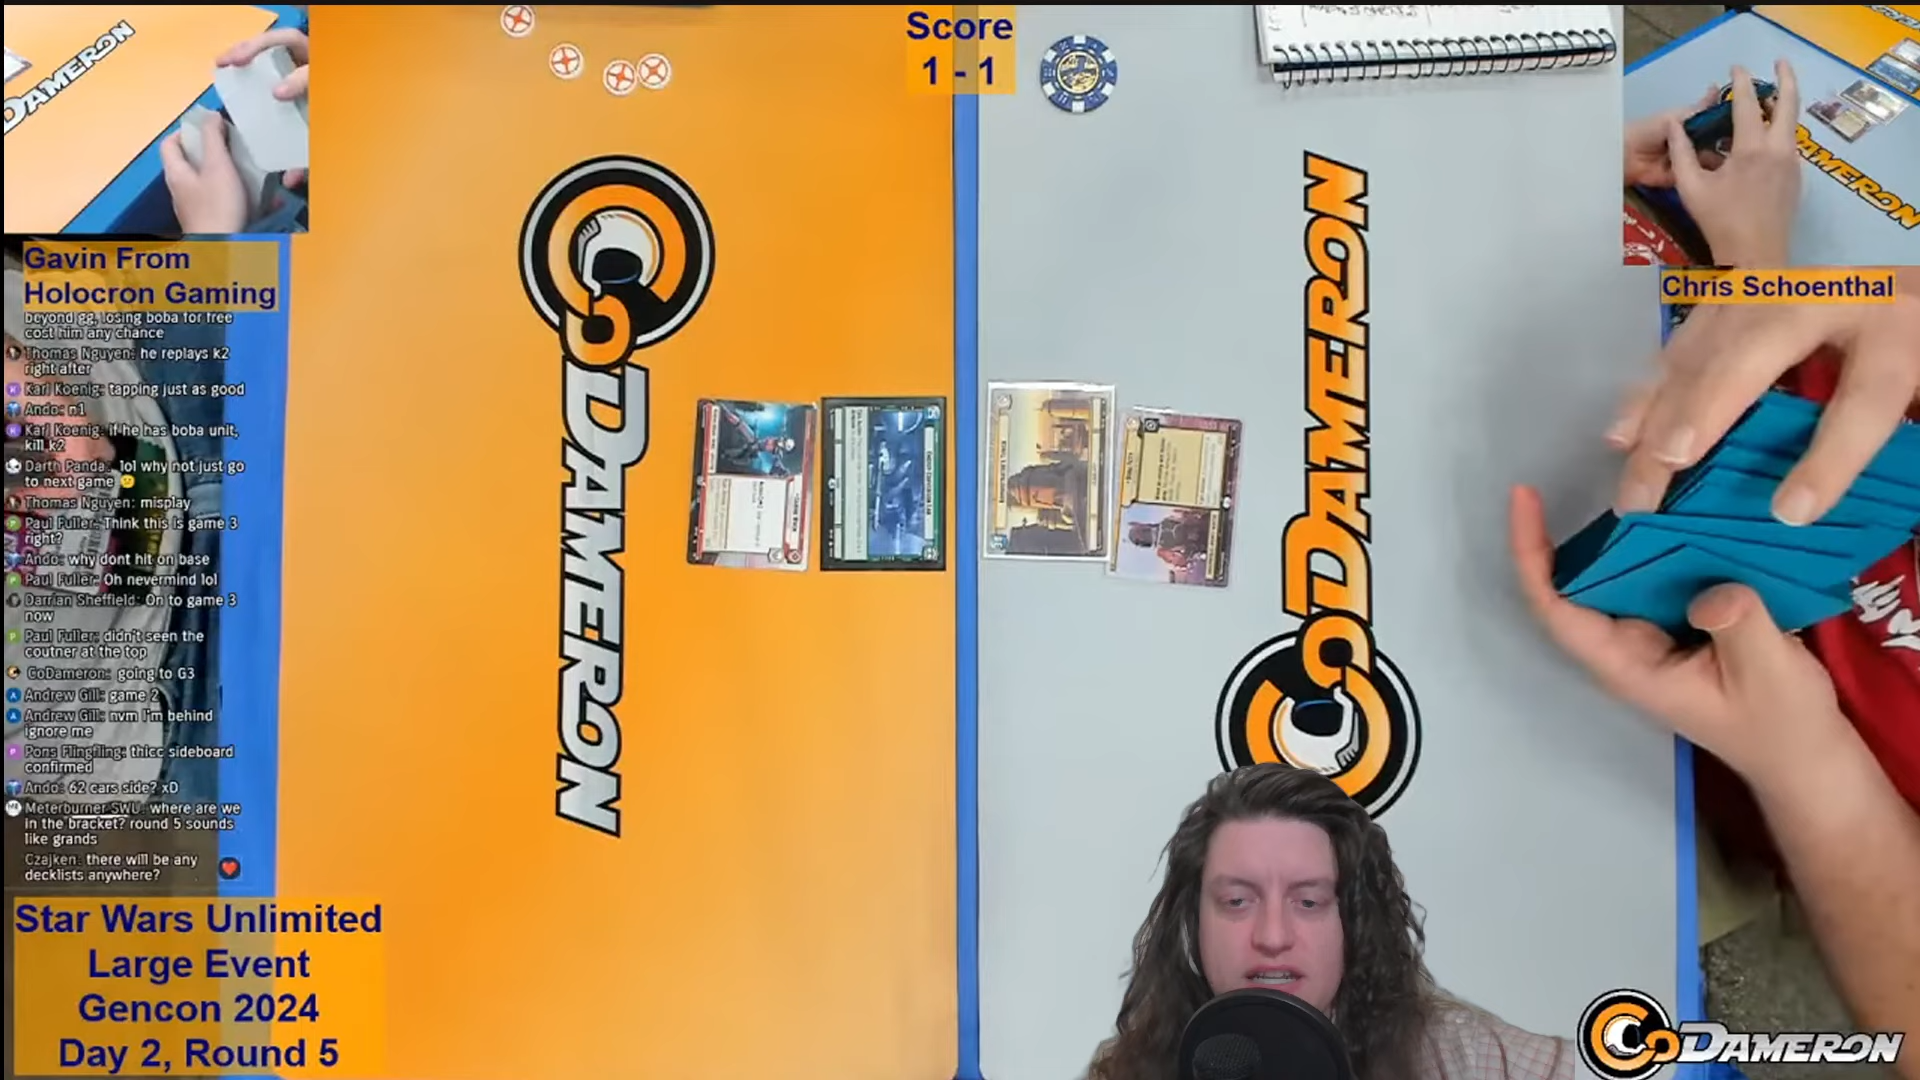 DAMERON
Score
1 - 1
Gavin From
Holocron Gaming
beyond gg, losing boba for free
cost him any chance
Thomas Nguyen: he replays k2
right after
Karl Koenig: tapping just as good
Ando: n1
Karl Koenig: if he has boba unit,
kill k2
Darth Panda: lol why not just go
to next game
Thomas Nguyen: misplay
Paul Fuller: Think this is game 3
right?
Ando: why dont hit on base
Paul Fuller: Oh nevermind lol
Darrian Sheffield: On to game 3
now
Paul Fuller: didn't seen the
coutner at the top
CoDameron: going to G3
Andrew Gill: game 2
Andrew Gill: nvm I'm behind
ignore me
Pons Flingfling: thicc sideboard
confirmed
Ando: 62 cars side? xD
Meterburner SWU: where are we
in the bracket? round 5 sounds
like grands
Czajken: there will be any
decklists anywhere?
Star Wars Unlimited
Large Event
Gencon 2024
Day 2, Round 5
CODAMERON
CODAMERON
DAMERON
Chris Schoenthal
CODAMERON